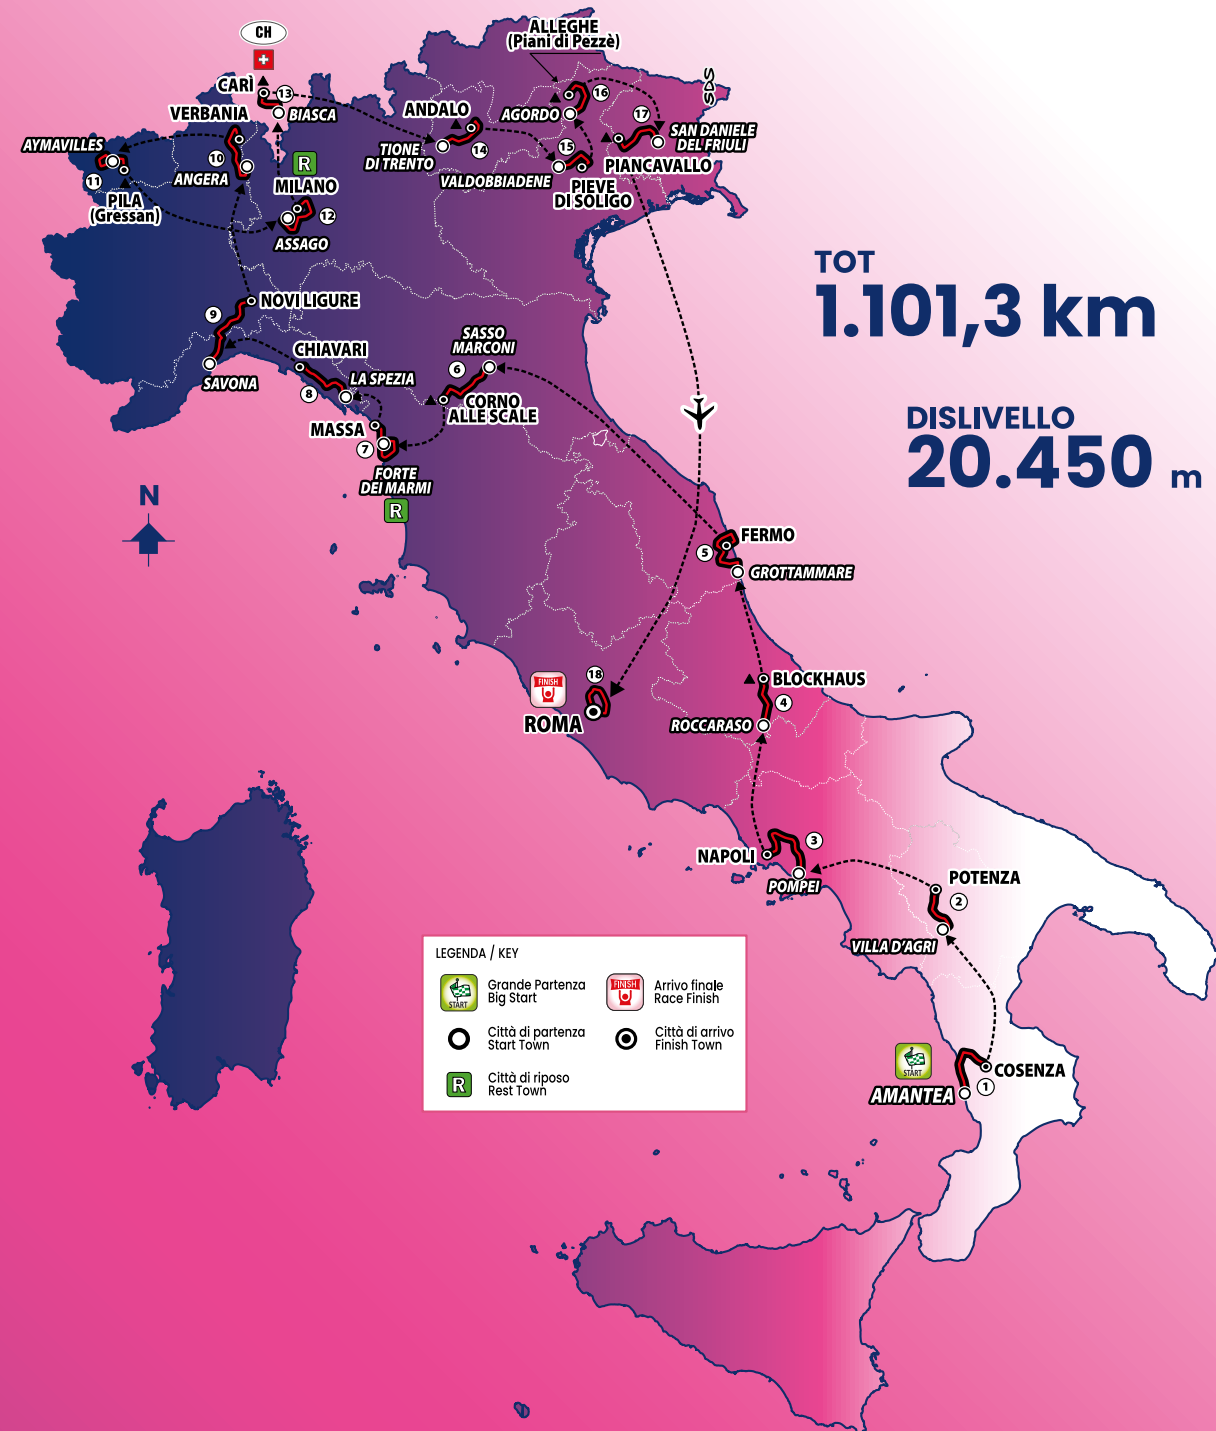 CH
ALLEGHE
(Piani di Pezzè)
CARÌ
13
BIASCA
VERBANIA
ANDALO
AGORDO
16
SDS
17
SAN DANIELE
DEL FRIULI
AYMAVILLES
10
ANGERA
R
MILANO
TIONE
DI TRENTO
14
15
VALDOBBIADENE
PIANCAVALLO
11
PILA
(Gressan)
12
ASSAGO
PIEVE
DI SOLIGO
TOT
1.101,3 km
NOVI LIGURE
9
SASSO
MARCONI
CHIAVARI
6
SAVONA
8
LA SPEZIA
CORNO
ALLE SCALE
DISLIVELLO
20.450 m
MASSA
7
FORTE
DEI MARMI
R
N
FERMO
5
GROTTAMMARE
FINISH
18
ROMA
BLOCKHAUS
4
ROCCARASO
3
NAPOLI
POMPEI
POTENZA
2
VILLA D'AGRI
LEGENDA / KEY
START
Grande Partenza
Big Start
FINISH
Arrivo finale
Race Finish
Città di partenza
Start Town
Città di arrivo
Finish Town
R
Città di riposo
Rest Town
START
COSENZA
1
AMANTEA